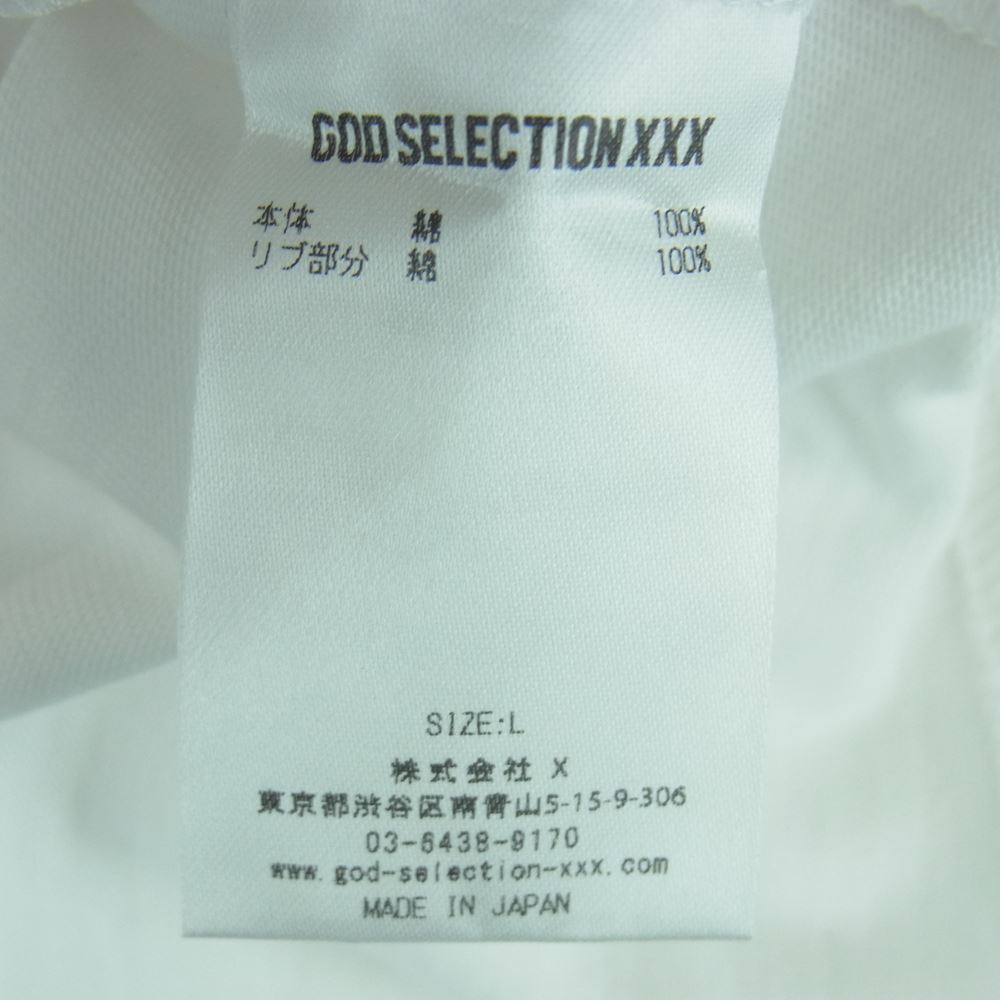 GOD SELECTION XXX
本体 綿 100%
リブ部分 綿 100%
SIZE:L
株式会社 X
東京都渋谷区南青山5-15-9-306
03-6438-9170
www.god-selection-xxx.com
MADE IN JAPAN